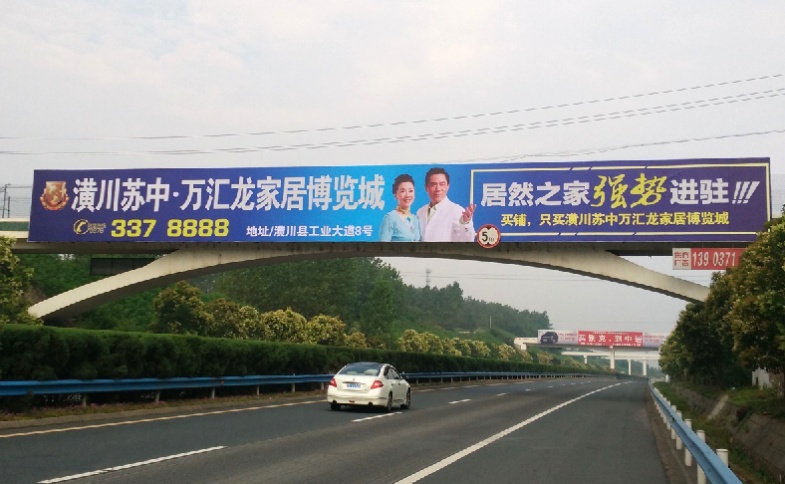 潢川苏中·万汇龙家居博览城
337 8888
地址/潢川县工业大道8号
居然之家强势进驻!!!
买铺，只买潢川苏中万汇龙家居博览城
5
139 0371